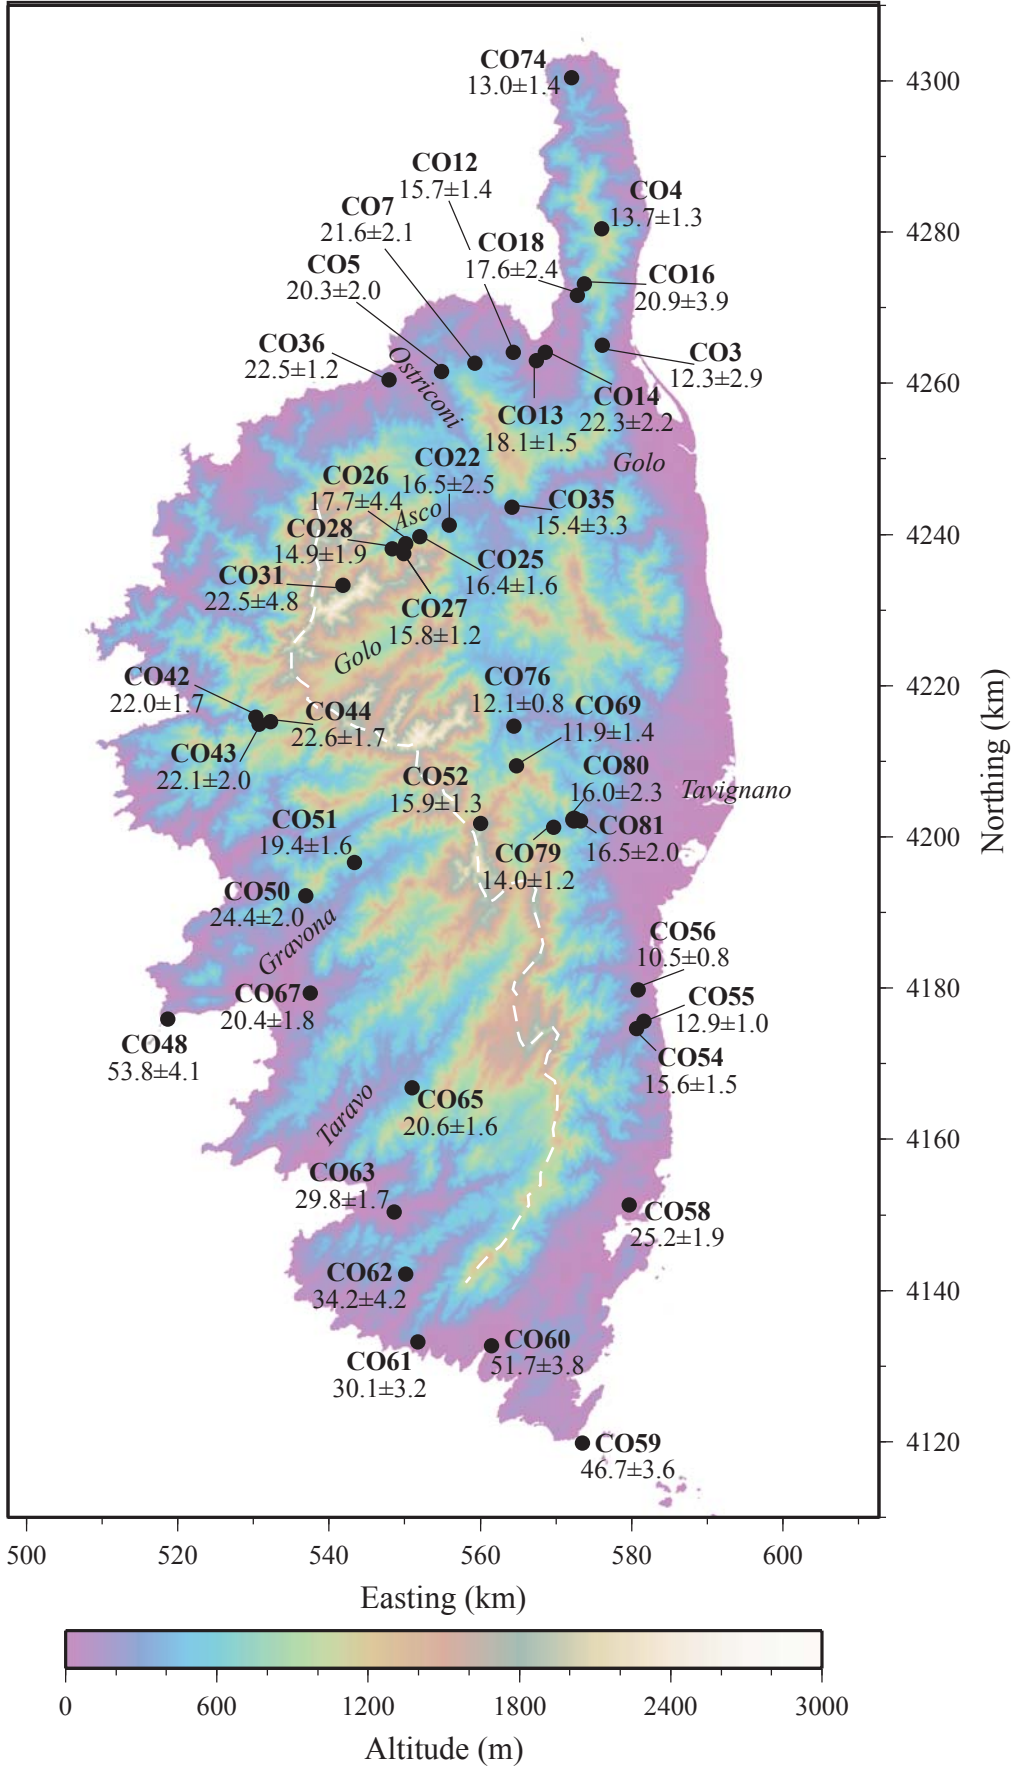 CO74
13.0±1.4
4300
CO12
15.7±1.4
CO4
13.7±1.3
CO7
21.6±2.1
4280
CO18
17.6±2.4
CO5
20.3±2.0
CO16
20.9±3.9
CO36
22.5±1.2
Ostriconi
CO3
12.3±2.9
4260
CO14
22.3±2.2
CO13
18.1±1.5
Golo
CO22
16.5±2.5
CO26
17.7±4.4
Asco
CO35
15.4±3.3
CO28
14.9±1.9
4240
CO25
16.4±1.6
CO31
22.5±4.8
CO27
15.8±1.2
Golo
CO42
22.0±1.7
CO76
12.1±0.8
4220
CO69
11.9±1.4
CO44
22.6±1.7
CO43
22.1±2.0
CO52
15.9±1.3
CO80
16.0±2.3
Tavignano
Northing (km)
CO51
19.4±1.6
CO81
16.5±2.0
4200
CO79
14.0±1.2
CO50
24.4±2.0
Gravona
CO56
10.5±0.8
CO67
20.4±1.8
4180
CO55
12.9±1.0
CO48
53.8±4.1
CO54
15.6±1.5
Taravo
CO65
20.6±1.6
4160
CO63
29.8±1.7
CO58
25.2±1.9
CO62
34.2±4.2
4140
CO60
51.7±3.8
CO61
30.1±3.2
CO59
46.7±3.6
4120
500 520 540 560 580 600
Easting (km)
0 600 1200 1800 2400 3000
Altitude (m)